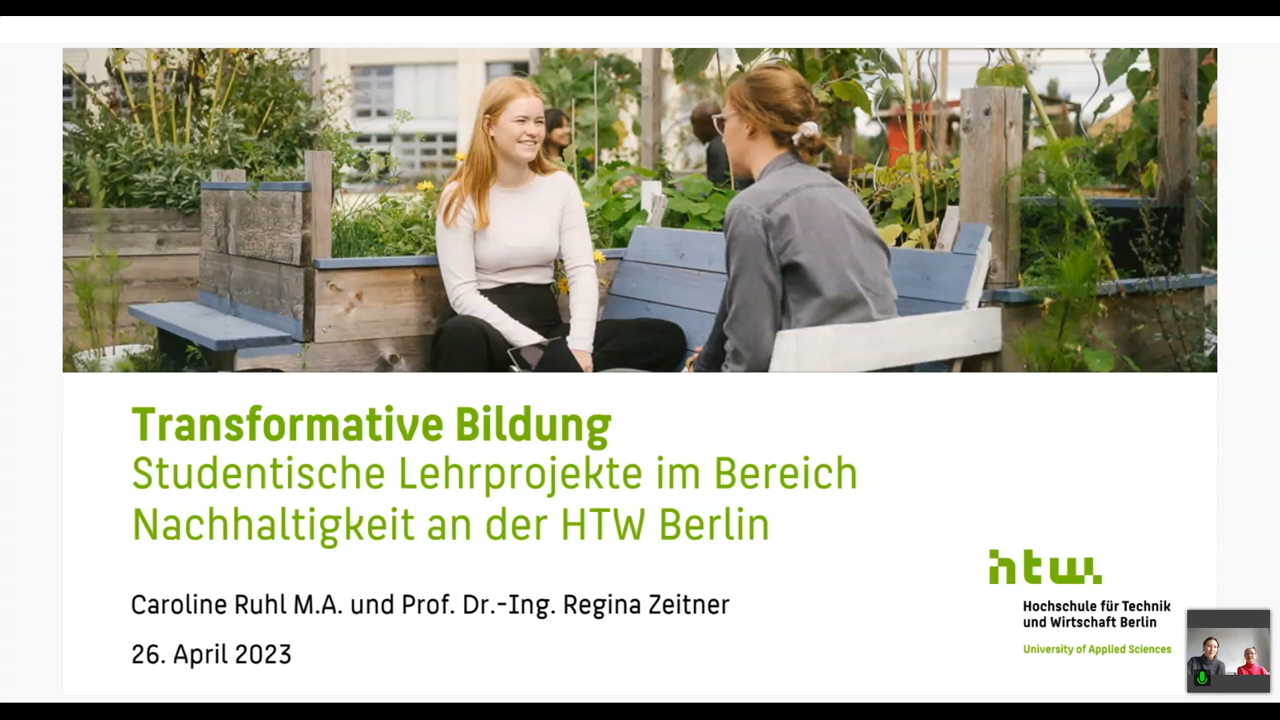 Transformative Bildung
Studentische Lehrprojekte im Bereich
Nachhaltigkeit an der HTW Berlin
Caroline Ruhl M.A. und Prof. Dr.-Ing. Regina Zeitner
26. April 2023
htw.
Hochschule für Technik
und Wirtschaft Berlin
University of Applied Sciences